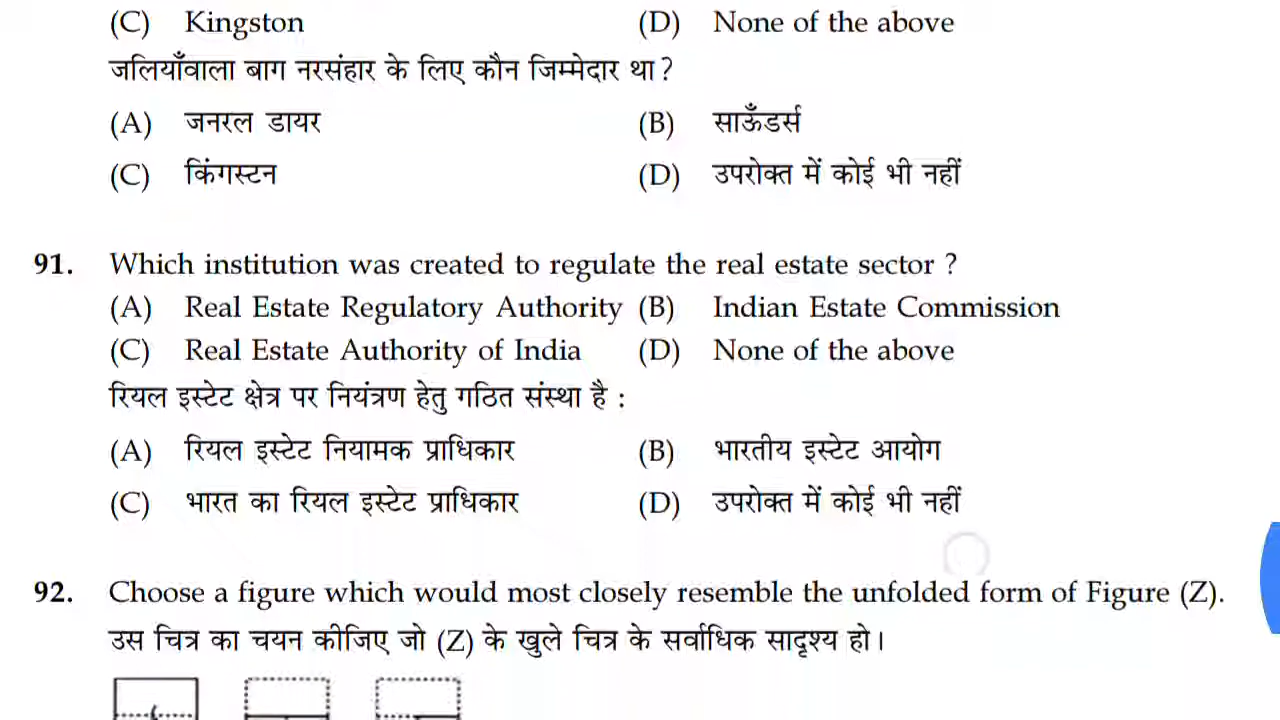 (C) Kingston (D) None of the above
जलियाँवाला बाग नरसंहार के लिए कौन जिम्मेदार था ?
(A) जनरल डायर (B) साऊँडर्स
(C) किंगस्टन (D) उपरोक्त में कोई भी नहीं
91. Which institution was created to regulate the real estate sector ?
(A) Real Estate Regulatory Authority (B) Indian Estate Commission
(C) Real Estate Authority of India (D) None of the above
रियल इस्टेट क्षेत्र पर नियंत्रण हेतु गठित संस्था है :
(A) रियल इस्टेट नियामक प्राधिकार (B) भारतीय इस्टेट आयोग
(C) भारत का रियल इस्टेट प्राधिकार (D) उपरोक्त में कोई भी नहीं
92. Choose a figure which would most closely resemble the unfolded form of Figure (Z).
उस चित्र का चयन कीजिए जो (Z) के खुले चित्र के सर्वाधिक सादृश्य हो।